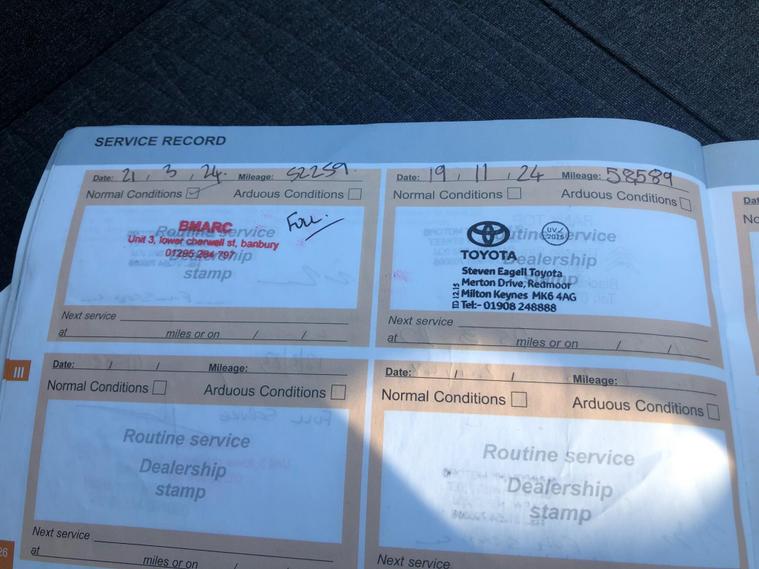 SERVICE RECORD
Date: 21 , 3 , 24. Mileage: 52259
Normal Conditions Arduous Conditions
Full
BMARC
Unit 3, lower cherwell st, banbury
01295 284 797
Routine service
Dealership
stamp
Next service
at miles or on / /
Date: 19 , 11 , 24 Mileage: 58589
Normal Conditions Arduous Conditions
UV✓
2025
TOYOTA
Routine service
Dealership
stamp
Steven Eagell Toyota
Merton Drive, Redmoor
Milton Keynes MK6 4AG
Tel:- 01908 248888
Next service
at miles or on / /
III
Date: / / Mileage:
Normal Conditions Arduous Conditions
Routine service
Dealership
stamp
Next service
at miles or on / /
Date: / / Mileage:
Normal Conditions Arduous Conditions
Routine service
Dealership
stamp
Next service
26